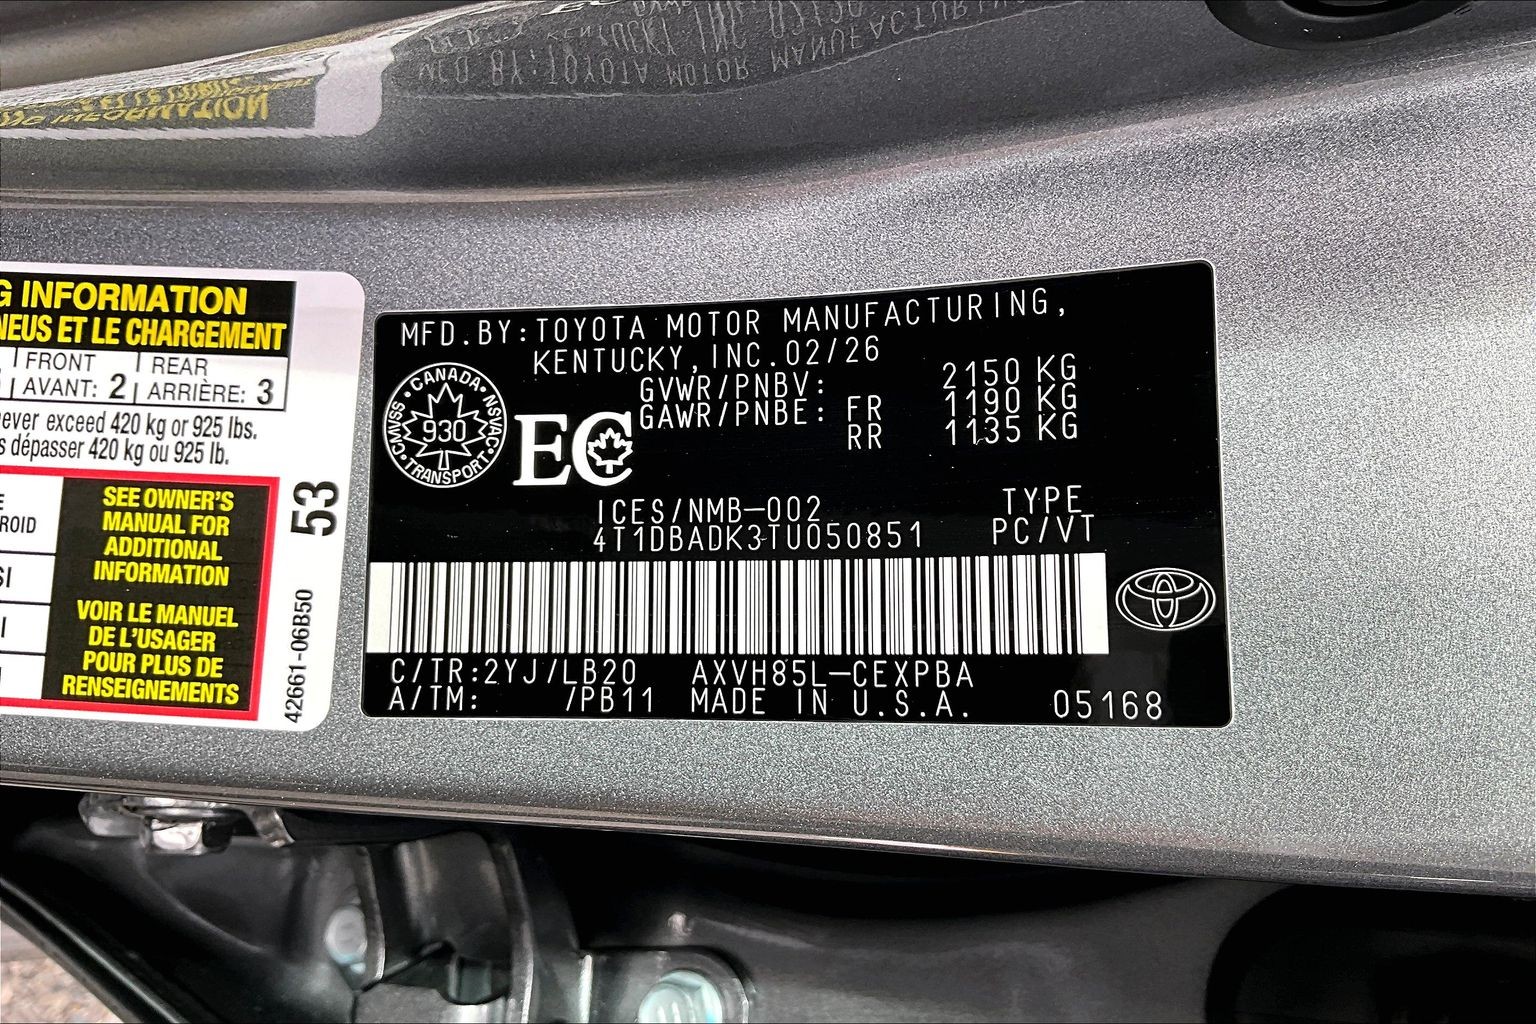 G INFORMATION
NEUS ET LE CHARGEMENT
FRONT REAR
AVANT: 2 ARRIÈRE: 3
ever exceed 420 kg or 925 lbs.
s dépasser 420 kg ou 925 lb.
E
ROID
SI
I
SEE OWNER'S
MANUAL FOR
ADDITIONAL
INFORMATION
VOIR LE MANUEL
DE L'USAGER
POUR PLUS DE
RENSEIGNEMENTS
53
42661-06B50
MFD.BY:TOYOTA MOTOR MANUFACTURING,
KENTUCKY,INC.02/26
GVWR/PNBV: 2150 KG
GAWR/PNBE: FR 1190 KG
RR 1135 KG
CANADA
CMVSS 930 NSVAC
TRANSPORT
EC
ICES/NMB-002 TYPE
4T1DBADK3TU050851 PC/VT
C/TR:2YJ/LB20 AXVH85L-CEXPBA
A/TM: /PB11 MADE IN U.S.A. 05168